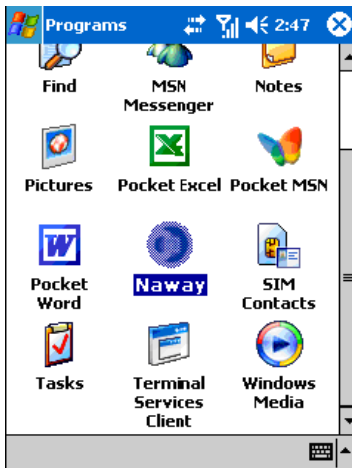 Programs 2:47
Find MSN Messenger Notes
Pictures Pocket Excel Pocket MSN
Pocket Word Naway SIM Contacts
Tasks Terminal Services Client Windows Media